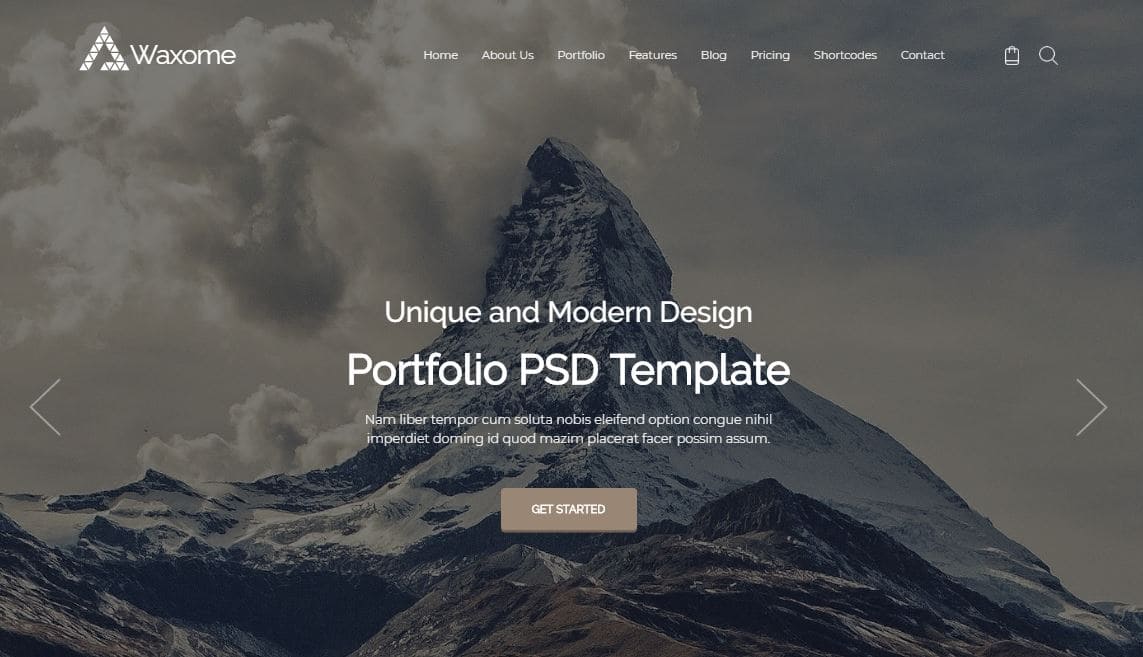 Waxome
Home About Us Portfolio Features Blog Pricing Shortcodes Contact
Unique and Modern Design
Portfolio PSD Template
Nam liber tempor cum soluta nobis eleifend option congue nihil
imperdiet doming id quod mazim placerat facer possim assum.
GET STARTED